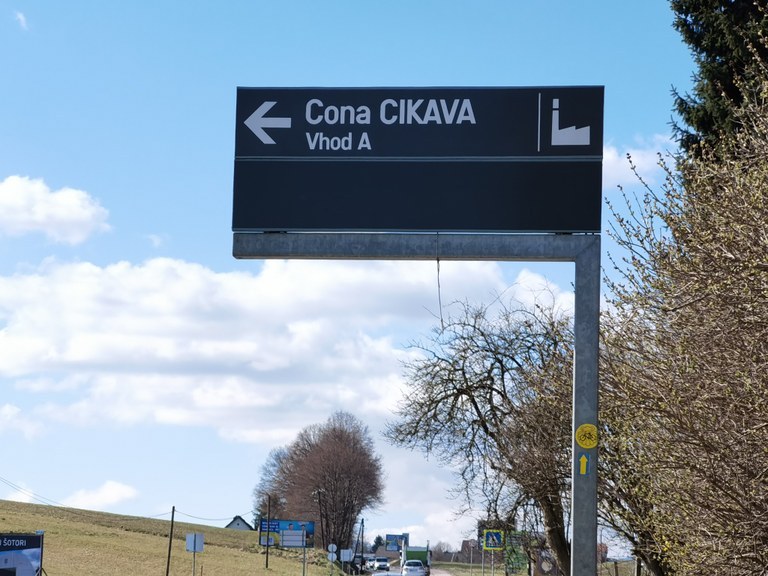 Cona CIKAVA
Vhod A
ŠOTORI